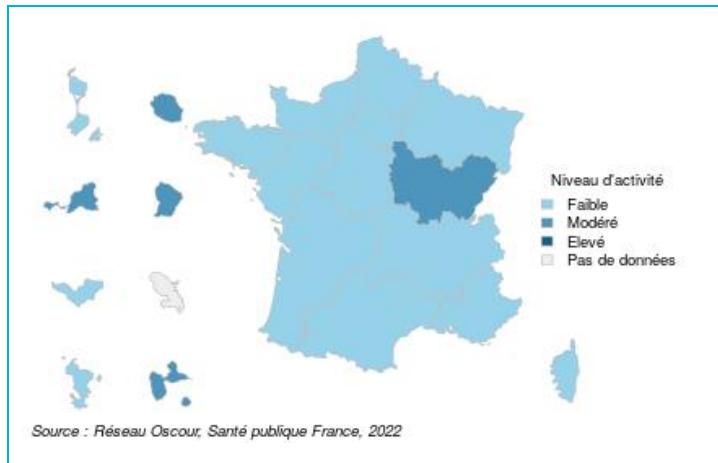 Niveau d'activité
Faible
Modéré
Elevé
Pas de données
Source : Réseau Oscour, Santé publique France, 2022